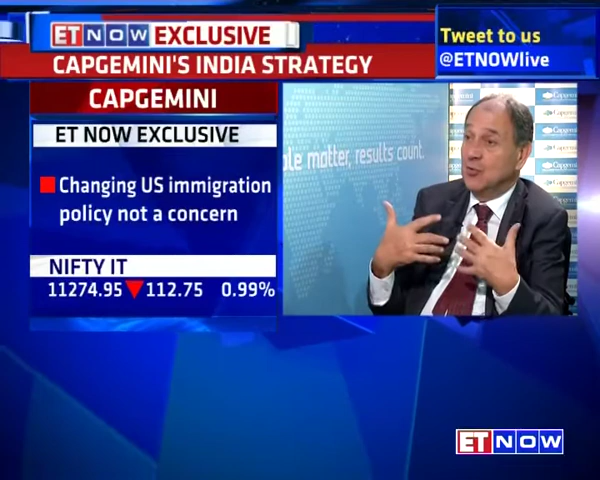 ET NOW EXCLUSIVE
CAPGEMINI'S INDIA STRATEGY
Tweet to us
@ETNOWlive
CAPGEMINI
ET NOW EXCLUSIVE
Changing US immigration
policy not a concern
NIFTY IT
11274.95 ▼ 112.75 0.99%
ple matter, results count.
Capgemini
ET NOW